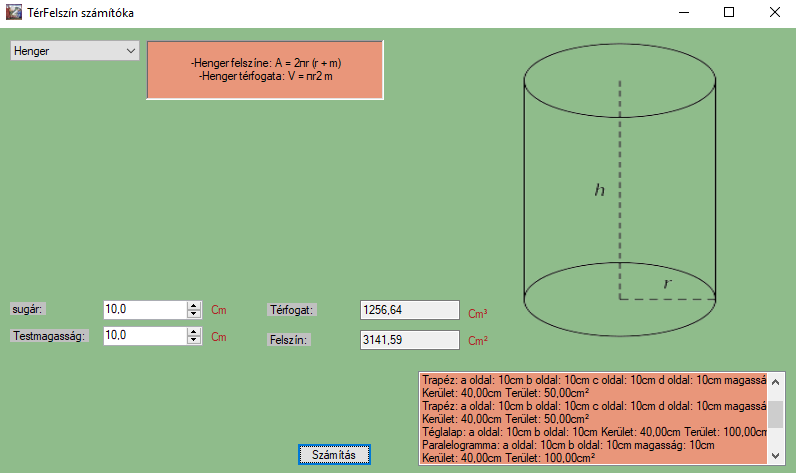 TérFelszín számítóka
Henger
-Henger felszíne: A = 2πr (r + m)
-Henger térfogata: V = πr2 m
h
r
sugár: 10,0 Cm Térfogat: 1256,64 Cm³
Testmagasság: 10,0 Cm Felszín: 3141,59 Cm²
Trapéz: a oldal: 10cm b oldal: 10cm c oldal: 10cm d oldal: 10cm magassá
Kerület: 40,00cm Terület: 50,00cm²
Trapéz: a oldal: 10cm b oldal: 10cm c oldal: 10cm d oldal: 10cm magassá
Kerület: 40,00cm Terület: 50,00cm²
Téglalap: a oldal: 10cm b oldal: 10cm Kerület: 40,00cm Terület: 100,00cm
Paralelogramma: a oldal: 10cm b oldal: 10cm magasság: 10cm
Kerület: 40,00cm Terület: 100,00cm²
Számítás